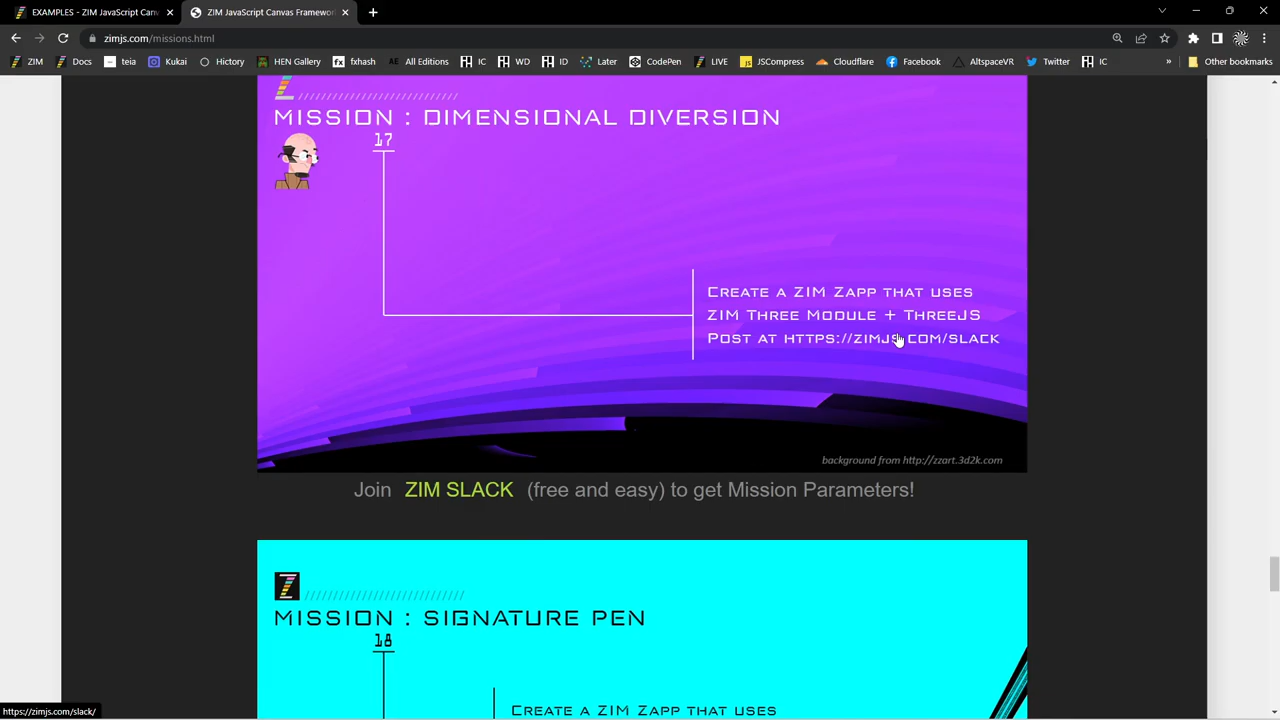 EXAMPLES - ZIM JavaScript Canv
ZIM JavaScript Canvas Framework
zimjs.com/missions.html
ZIM
Docs
teia
Kukai
Hictory
HEN Gallery
fx fxhash
AE All Editions
IC
WD
ID
Later
CodePen
LIVE
JS JSCompress
Cloudflare
Facebook
AltspaceVR
Twitter
IC
»
Other bookmarks
MISSION : DIMENSIONAL DIVERSION
17
Create a ZIM Zapp that uses
ZIM Three Module + ThreeJS
Post at https://zimjs.com/slack
background from http://zzart.3d2k.com
Join ZIM SLACK (free and easy) to get Mission Parameters!
MISSION : SIGNATURE PEN
18
Create a ZIM Zapp that uses
https://zimjs.com/slack/